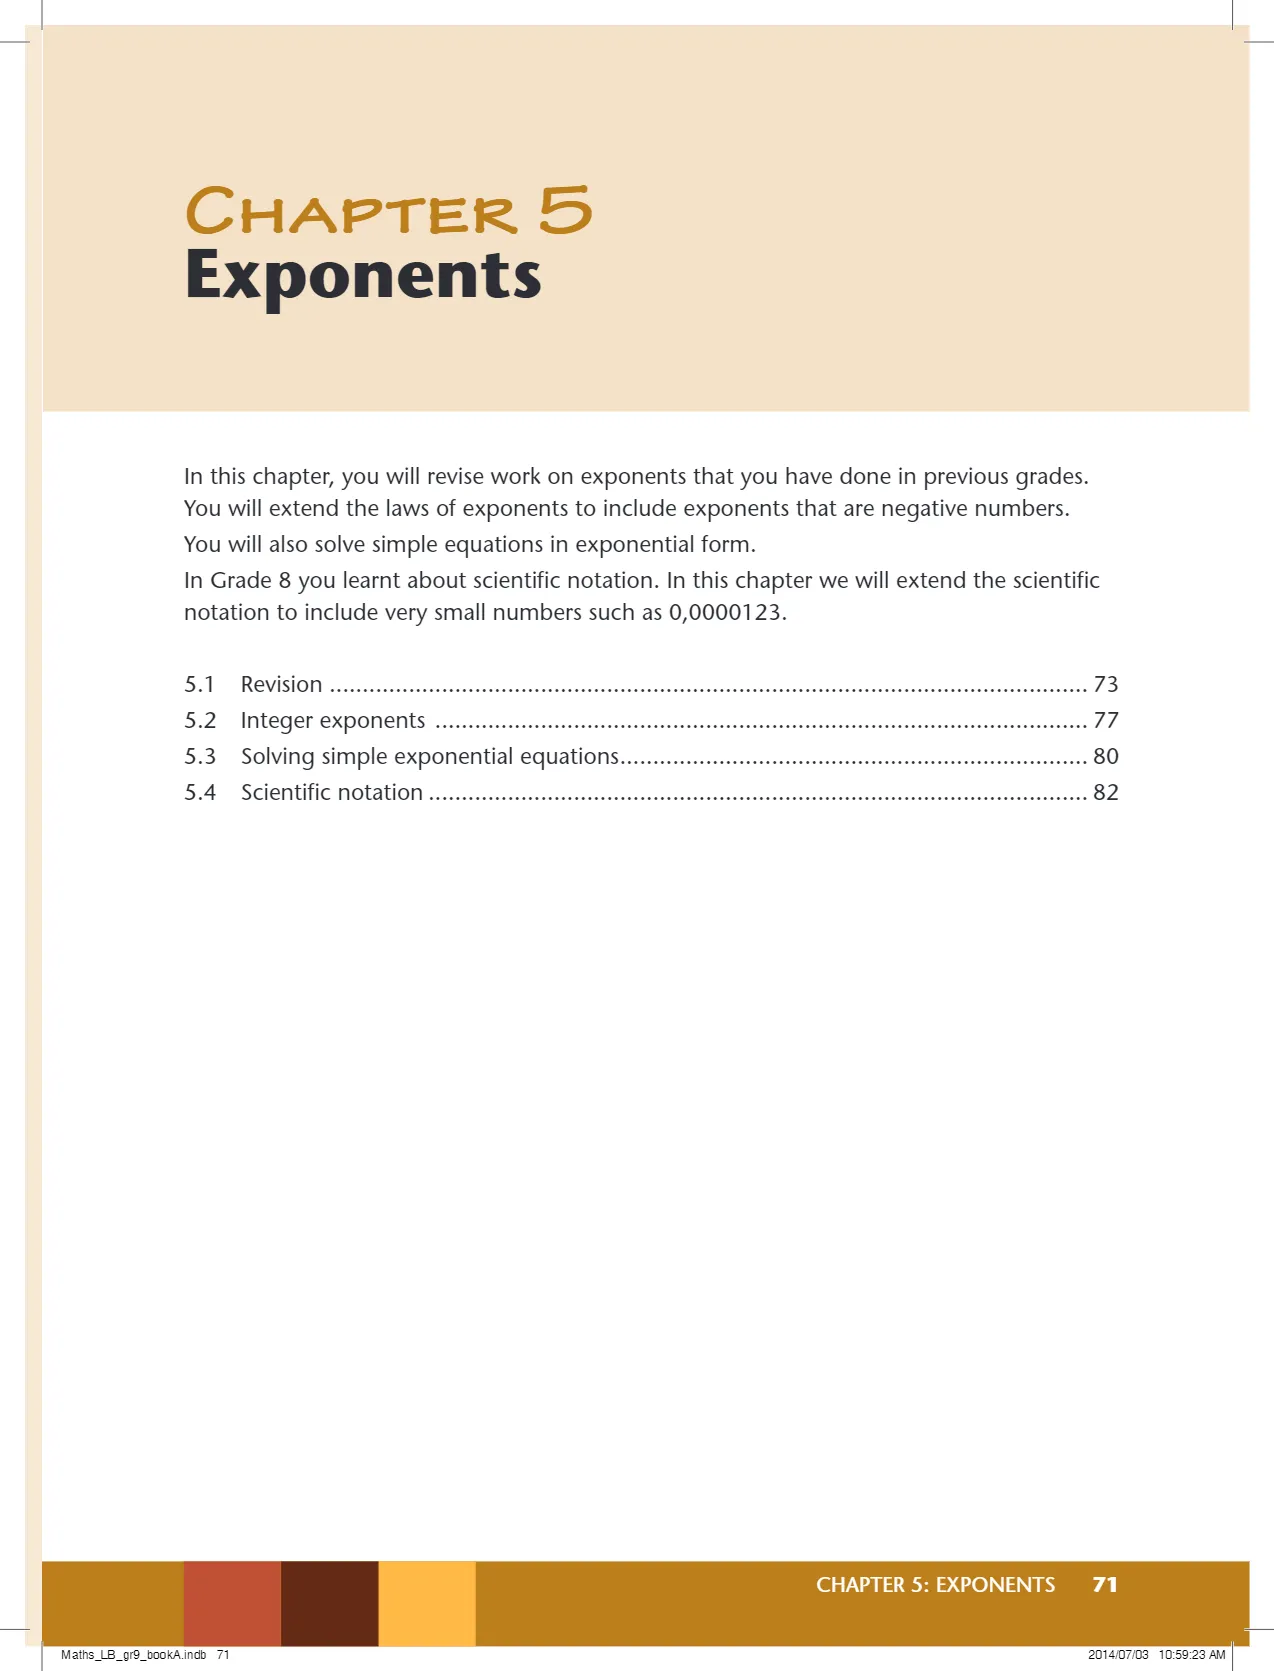 CHAPTER 5
Exponents
In this chapter, you will revise work on exponents that you have done in previous grades.
You will extend the laws of exponents to include exponents that are negative numbers.
You will also solve simple equations in exponential form.
In Grade 8 you learnt about scientific notation. In this chapter we will extend the scientific
notation to include very small numbers such as 0,0000123.
5.1 Revision .................................................................................................................. 73
5.2 Integer exponents .................................................................................................. 77
5.3 Solving simple exponential equations....................................................................... 80
5.4 Scientific notation .................................................................................................... 82
CHAPTER 5: EXPONENTS 71
Maths_LB_gr9_bookA.indb 71 2014/07/03 10:59:23 AM